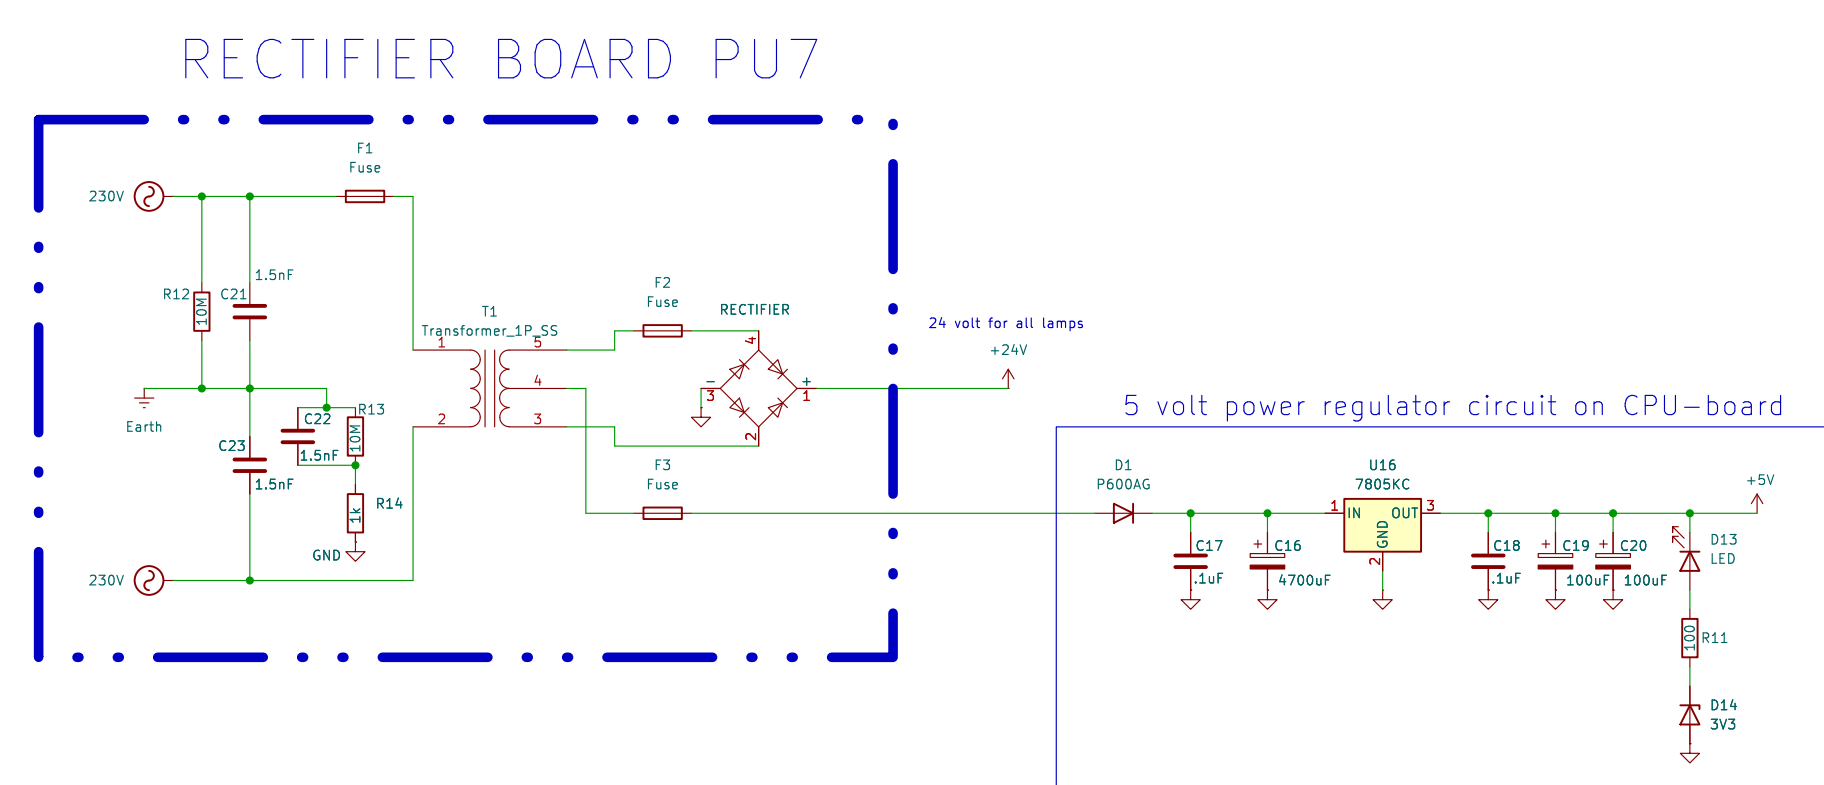 RECTIFIER BOARD PU7
F1
Fuse
230V
1.5nF
R12
10M
C21
F2
Fuse
RECTIFIER
T1
Transformer_1P_SS
1
2
5
4
3
4
−
3
+
1
2
24 volt for all lamps
+24V
Earth
C22
1.5nF
R13
10M
C23
1.5nF
R14
1k
GND
230V
F3
Fuse
5 volt power regulator circuit on CPU-board
D1
P600AG
U16
7805KC
1
IN
OUT
3
GND
2
+5V
C17
.1uF
+
C16
4700uF
C18
.1uF
+
C19
100uF
+
C20
100uF
D13
LED
100
R11
D14
3V3